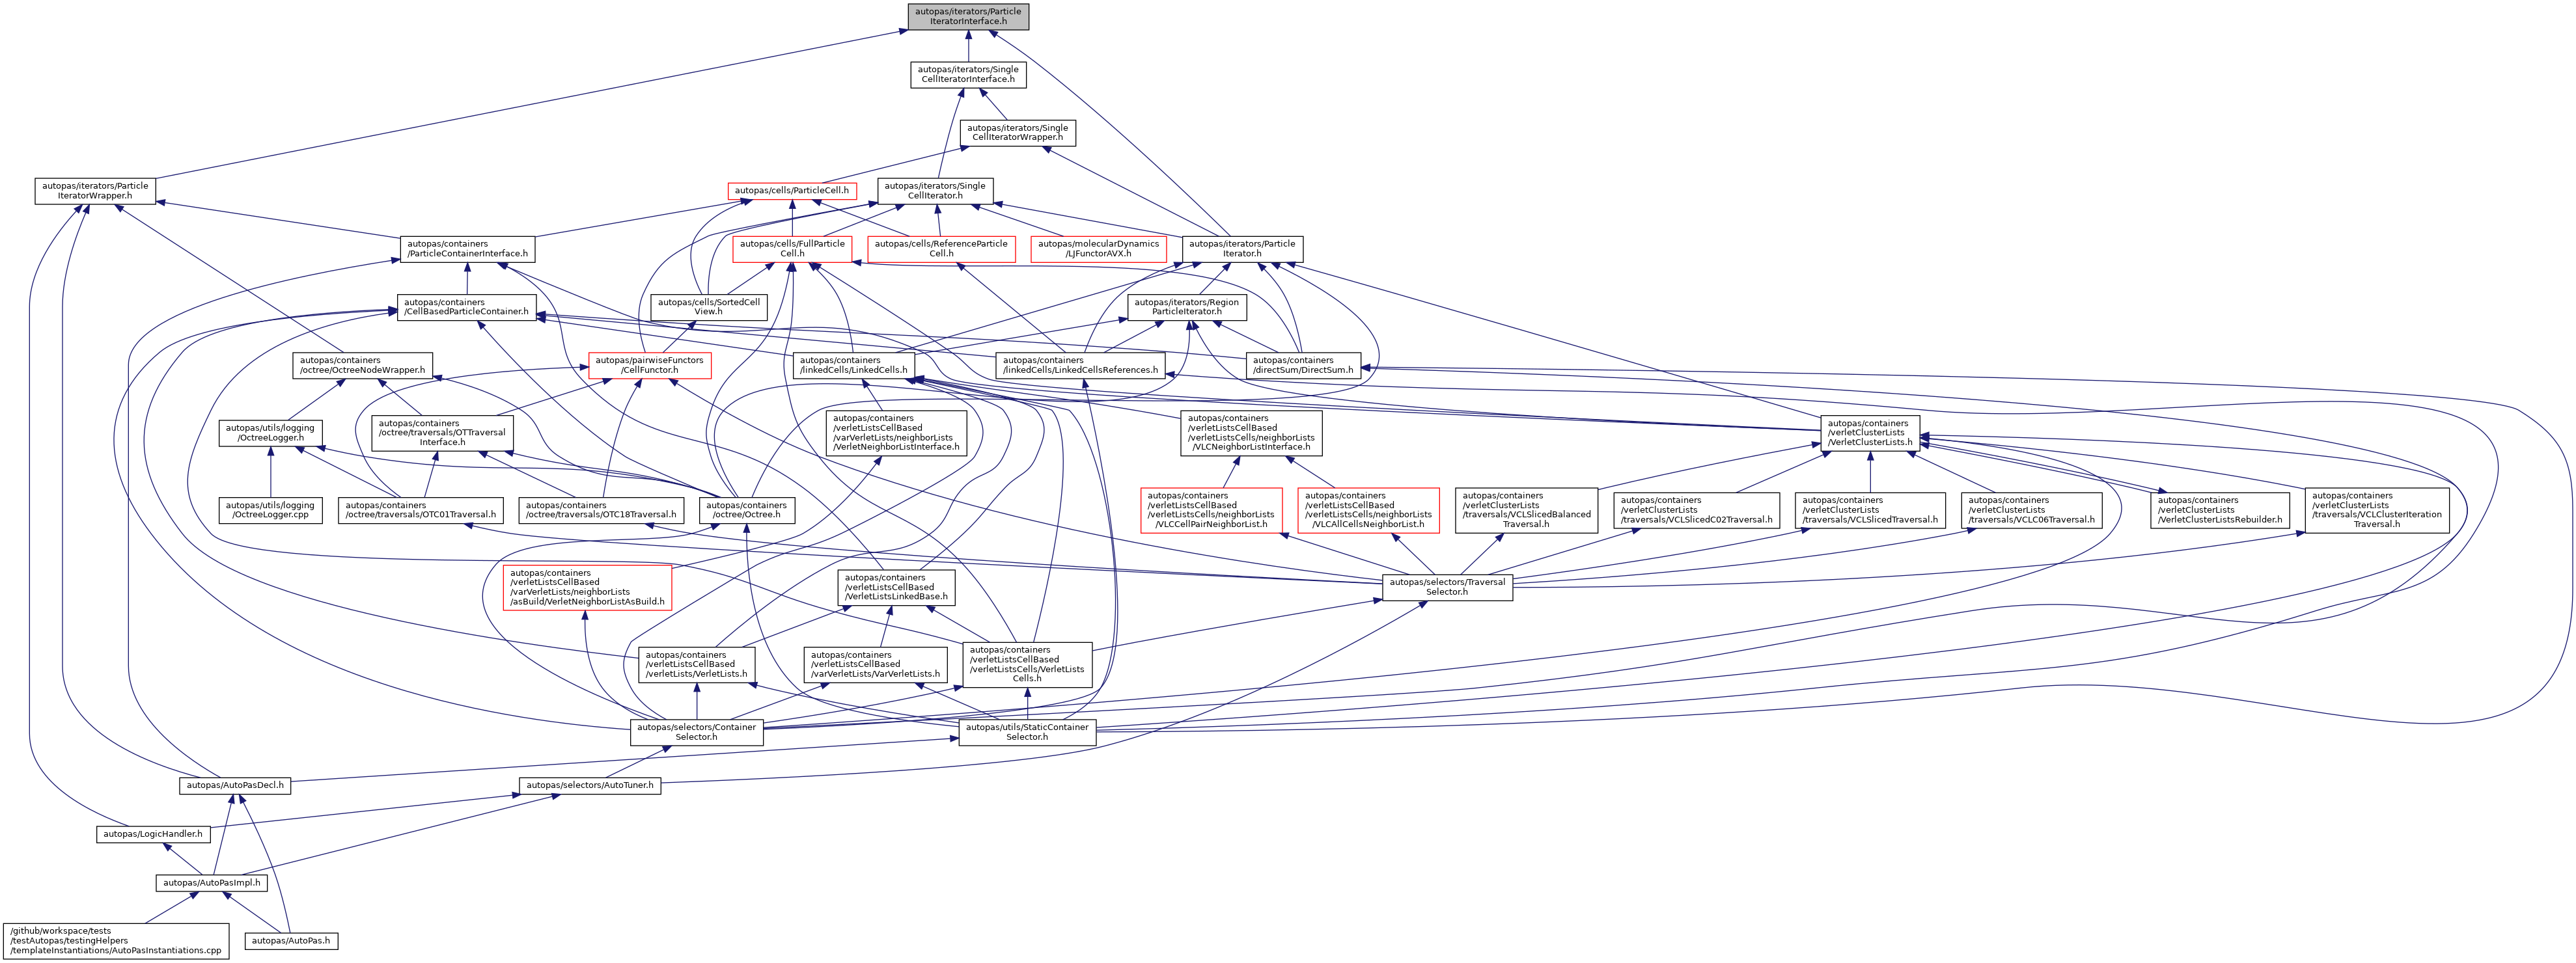 autopas/iterators/Particle
IteratorInterface.h
autopas/iterators/Single
CellIteratorInterface.h
autopas/iterators/Single
CellIteratorWrapper.h
autopas/iterators/Particle
IteratorWrapper.h
autopas/cells/ParticleCell.h
autopas/iterators/Single
CellIterator.h
autopas/containers
/ParticleContainerInterface.h
autopas/cells/FullParticle
Cell.h
autopas/cells/ReferenceParticle
Cell.h
autopas/molecularDynamics
/LJFunctorAVX.h
autopas/iterators/Particle
Iterator.h
autopas/containers
/CellBasedParticleContainer.h
autopas/cells/SortedCell
View.h
autopas/iterators/Region
ParticleIterator.h
autopas/containers
/octree/OctreeNodeWrapper.h
autopas/pairwiseFunctors
/CellFunctor.h
autopas/containers
/linkedCells/LinkedCells.h
autopas/containers
/linkedCells/LinkedCellsReferences.h
autopas/containers
/directSum/DirectSum.h
autopas/utils/logging
/OctreeLogger.h
autopas/containers
/octree/traversals/OTTraversal
Interface.h
autopas/containers
/verletListsCellBased
/varVerletLists/neighborLists
/VerletNeighborListInterface.h
autopas/containers
/verletListsCellBased
/verletListsCells/neighborLists
/VLCNeighborListInterface.h
autopas/containers
/verletClusterLists
/VerletClusterLists.h
autopas/utils/logging
/OctreeLogger.cpp
autopas/containers
/octree/traversals/OTC01Traversal.h
autopas/containers
/octree/traversals/OTC18Traversal.h
autopas/containers
/octree/Octree.h
autopas/containers
/verletListsCellBased
/verletListsCells/neighborLists
/VLCCellPairNeighborList.h
autopas/containers
/verletListsCellBased
/verletListsCells/neighborLists
/VLCAllCellsNeighborList.h
autopas/containers
/verletClusterLists
/traversals/VCLSlicedBalanced
Traversal.h
autopas/containers
/verletClusterLists
/traversals/VCLSlicedC02Traversal.h
autopas/containers
/verletClusterLists
/traversals/VCLSlicedTraversal.h
autopas/containers
/verletClusterLists
/traversals/VCLC06Traversal.h
autopas/containers
/verletClusterLists
/VerletClusterListsRebuilder.h
autopas/containers
/verletClusterLists
/traversals/VCLClusterIteration
Traversal.h
autopas/containers
/verletListsCellBased
/varVerletLists/neighborLists
/asBuild/VerletNeighborListAsBuild.h
autopas/containers
/verletListsCellBased
/VerletListsLinkedBase.h
autopas/selectors/Traversal
Selector.h
autopas/containers
/verletListsCellBased
/verletLists/VerletLists.h
autopas/containers
/verletListsCellBased
/varVerletLists/VarVerletLists.h
autopas/containers
/verletListsCellBased
/verletListsCells/VerletLists
Cells.h
autopas/selectors/Container
Selector.h
autopas/utils/StaticContainer
Selector.h
autopas/AutoPasDecl.h
autopas/selectors/AutoTuner.h
autopas/LogicHandler.h
autopas/AutoPasImpl.h
/github/workspace/tests
/testAutopas/testingHelpers
/templateInstantiations/AutoPasInstantiations.cpp
autopas/AutoPas.h